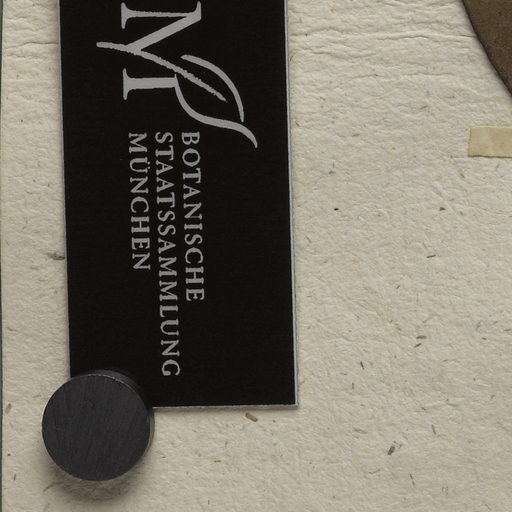 M
BOTANISCHE
STAATSSAMMLUNG
MÜNCHEN